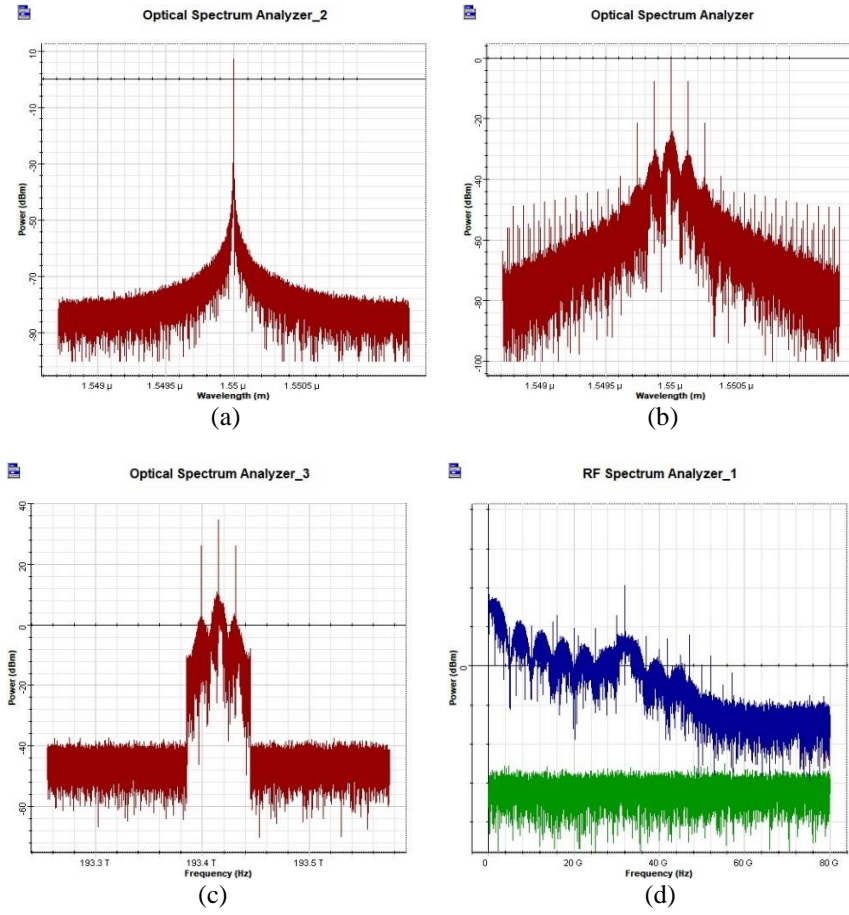 Optical Spectrum Analyzer_2
Power (dBm)
10
-10
-30
-50
-70
-90
1.549 µ
1.5495 µ
1.55 µ
1.5505 µ
Wavelength (m)
(a)
Optical Spectrum Analyzer
Power (dBm)
0
-20
-40
-60
-80
-100
1.549 µ
1.5495 µ
1.55 µ
1.5505 µ
Wavelength (m)
(b)
Optical Spectrum Analyzer_3
Power (dBm)
40
20
0
-20
-40
-60
193.3 T
193.4 T
193.5 T
Frequency (Hz)
(c)
RF Spectrum Analyzer_1
Power (dBm)
0
0
20 G
40 G
60 G
80 G
Frequency (Hz)
(d)